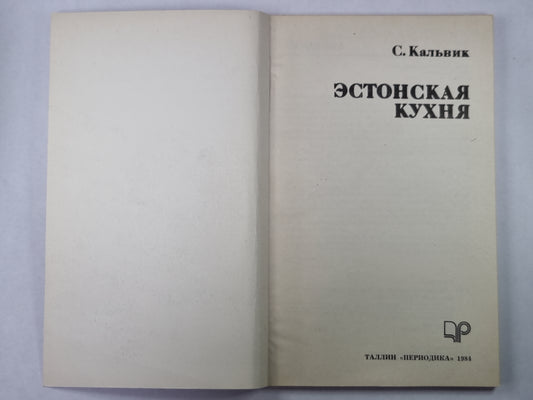 С. Кальвик
ЭСТОНСКАЯ
КУХНЯ
ТАЛЛИН «ПЕРИОДИКА» 1984